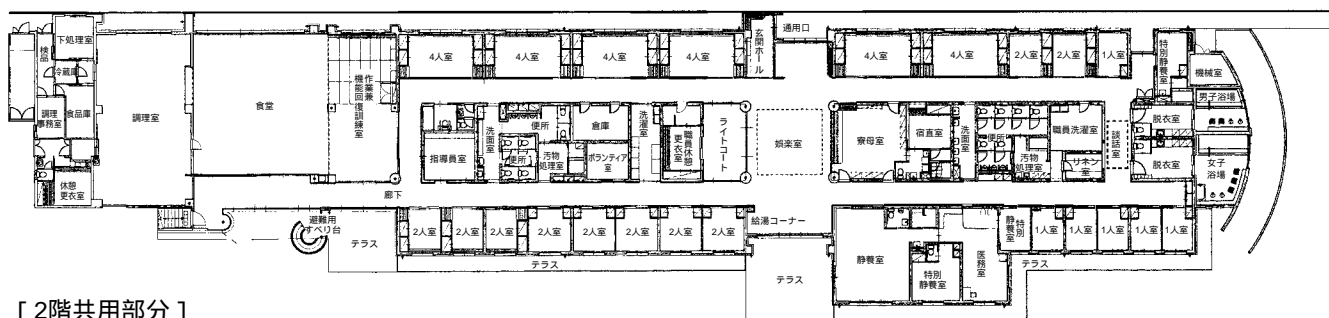 下処理室
検品
冷蔵庫
食品庫
調理
事務室
休憩
更衣室
調理室
食堂
作業兼
機能回復訓練室
4人室
4人室
4人室
4人室
玄関ホール
通用口
4人室
4人室
2人室
2人室
1人室
特別
静養室
機械室
男子浴場
脱衣室
脱衣室
女子
浴場
指導員室
洗面室
便所
便所
汚物
処理室
倉庫
ボランティア
室
洗濯室
職員休憩
更衣室
ライトコート
娯楽室
寮母室
宿直室
洗面室
便所
汚物
処理室
職員洗濯室
リネン
室
談話室
廊下
避難用
すべり台
テラス
2人室
2人室
2人室
2人室
2人室
2人室
2人室
2人室
テラス
給湯コーナー
テラス
静養室
特別
静養室
医務室
特別
静養室
1人室
1人室
1人室
1人室
1人室
テラス
[ 2階共用部分 ]